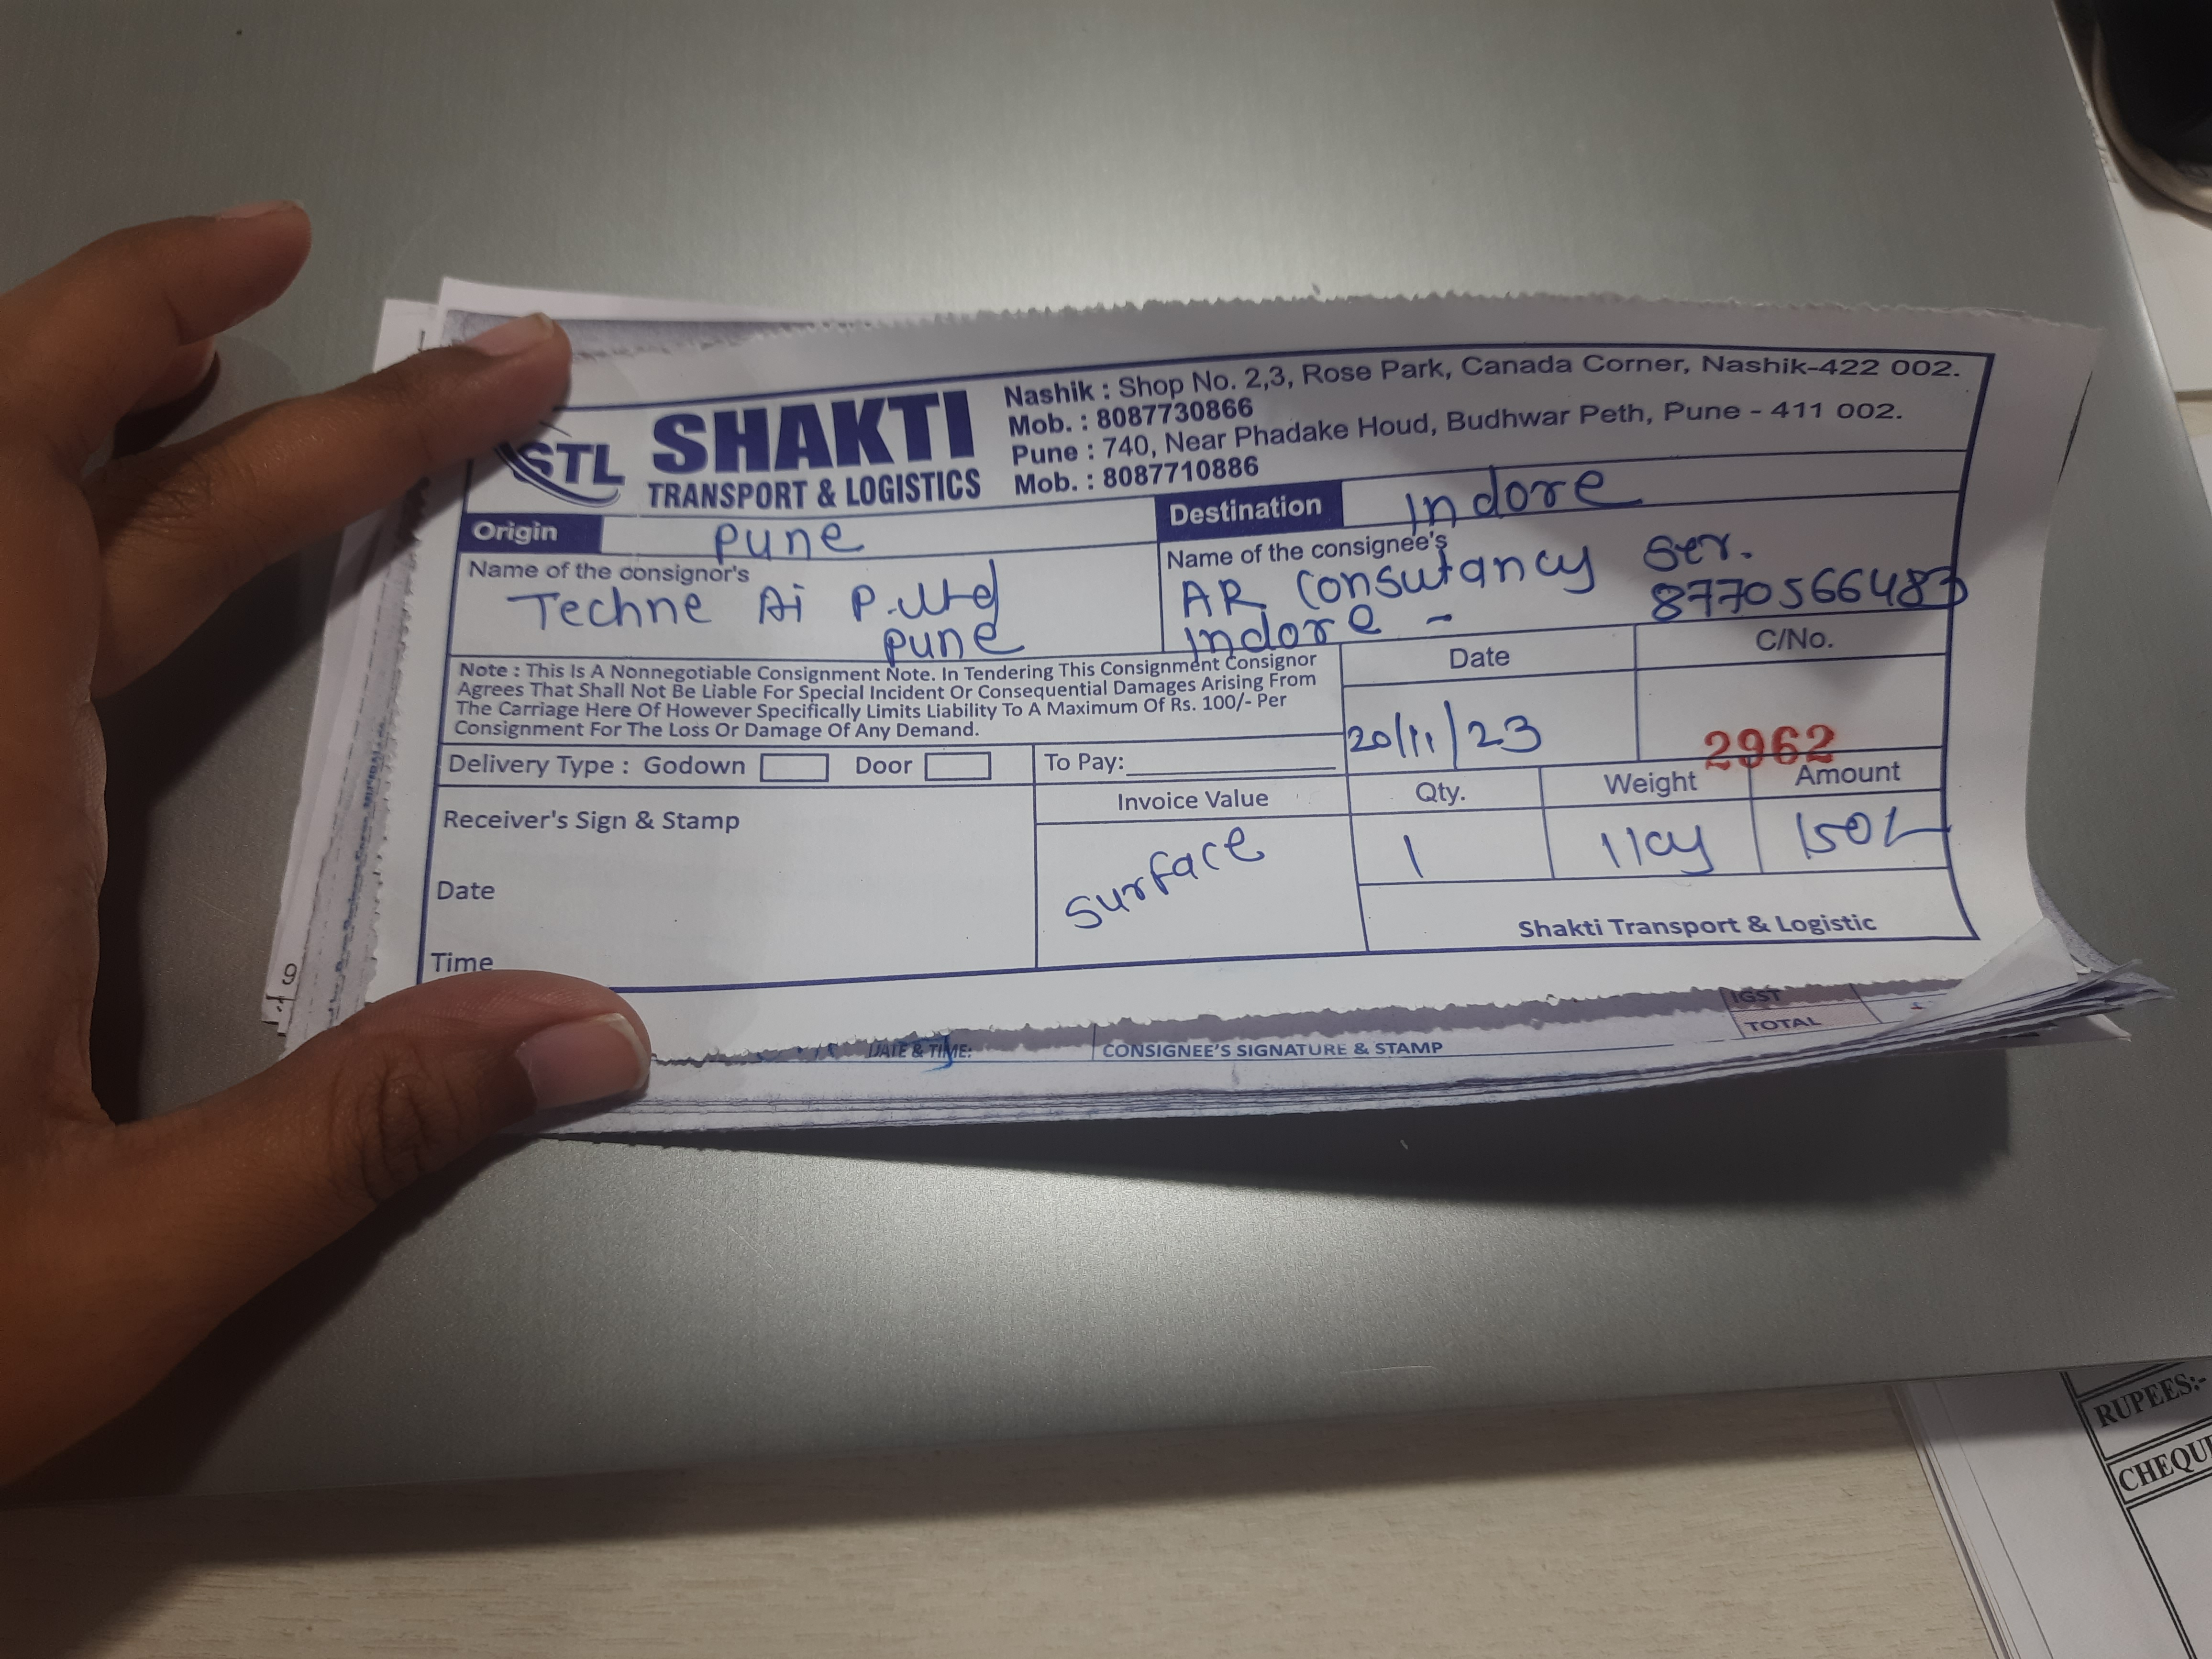 Nashik : Shop No. 2,3, Rose Park, Canada Corner, Nashik-422 002.
Mob. : 8087730866
Pune : 740, Near Phadake Houd, Budhwar Peth, Pune - 411 002.
Mob. : 8087710886
STL SHAKTI
TRANSPORT & LOGISTICS
Origin Pune
Destination Indore
Name of the consignor's
Techne Ai P.Ltd
Pune
Name of the consignee's
AR Consutancy Ser.
8770566483
Indore -
Note : This Is A Nonnegotiable Consignment Note. In Tendering This Consignment Consignor
Agrees That Shall Not Be Liable For Special Incident Or Consequential Damages Arising From
The Carriage Here Of However Specifically Limits Liability To A Maximum Of Rs. 100/- Per
Consignment For The Loss Or Damage Of Any Demand.
Date
20/11/23
C/No.
2962
Delivery Type : Godown Door
To Pay:
Receiver's Sign & Stamp
Date
Time
Invoice Value
Surface
Qty. Weight Amount
1
Shakti Transport & Logistic
IGST
TOTAL
DATE & TIME: CONSIGNEE'S SIGNATURE & STAMP
9
RUPEES:-